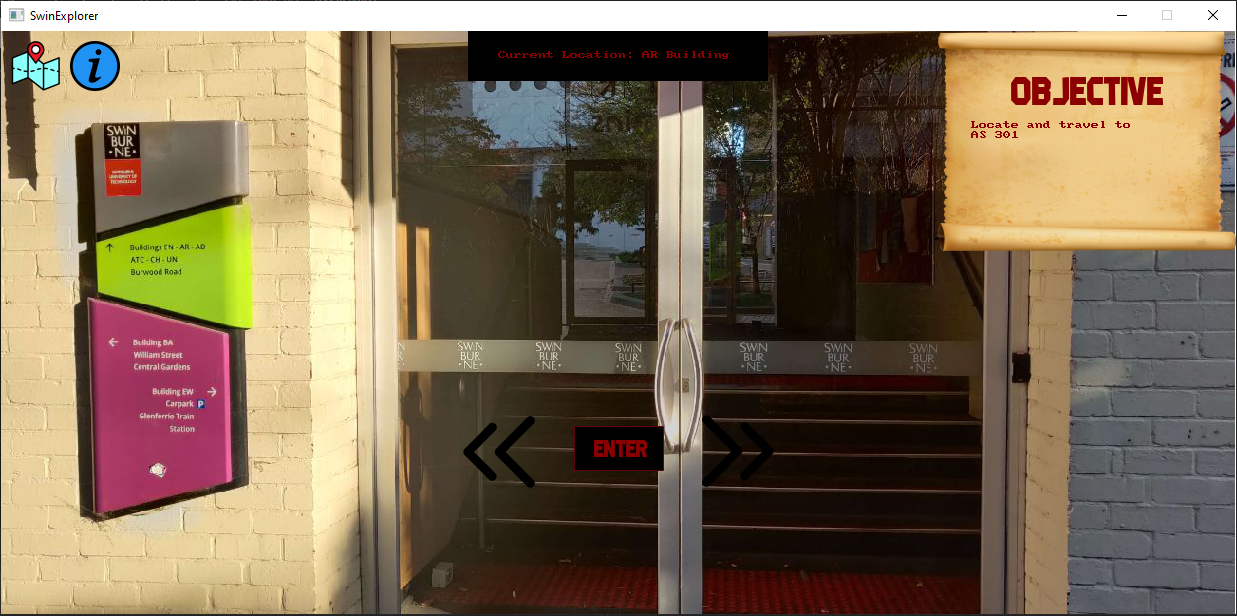 SwinExplorer
Current Location: AR Building
OBJECTIVE
Locate and travel to
AS 301
SWIN
BUR
NE
SWINBURNE
UNIVERSITY OF
TECHNOLOGY
Buildings EN - AR - AD
ATC - CH - UN
Burwood Road
Building BA
William Street
Central Gardens
Building EW
Carpark P
Glenferrie Train
Station
SWIN SWIN SWIN SWIN SWIN SWIN
BUR BUR BUR BUR BUR BUR
NE NE NE NE NE NE
ENTER